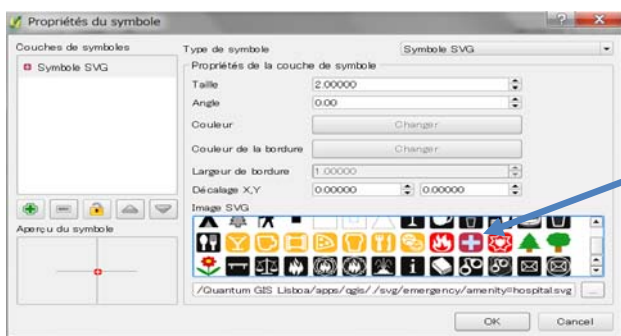 Propriétés du symbole
Couches de symboles
Symbole SVG
Aperçu du symbole
Type de symbole
Symbole SVG
Propriétés de la couche de symbole
Taille
2.00000
Angle
0.00
Couleur
Changer
Couleur de la bordure
Changer
Largeur de bordure
1.00000
Décalage X,Y
0.00000
0.00000
Image SVG
/Quantum GIS Lisboa/apps/qgis/./svg/emergency/amenity=hospital.svg
...
OK
Cancel